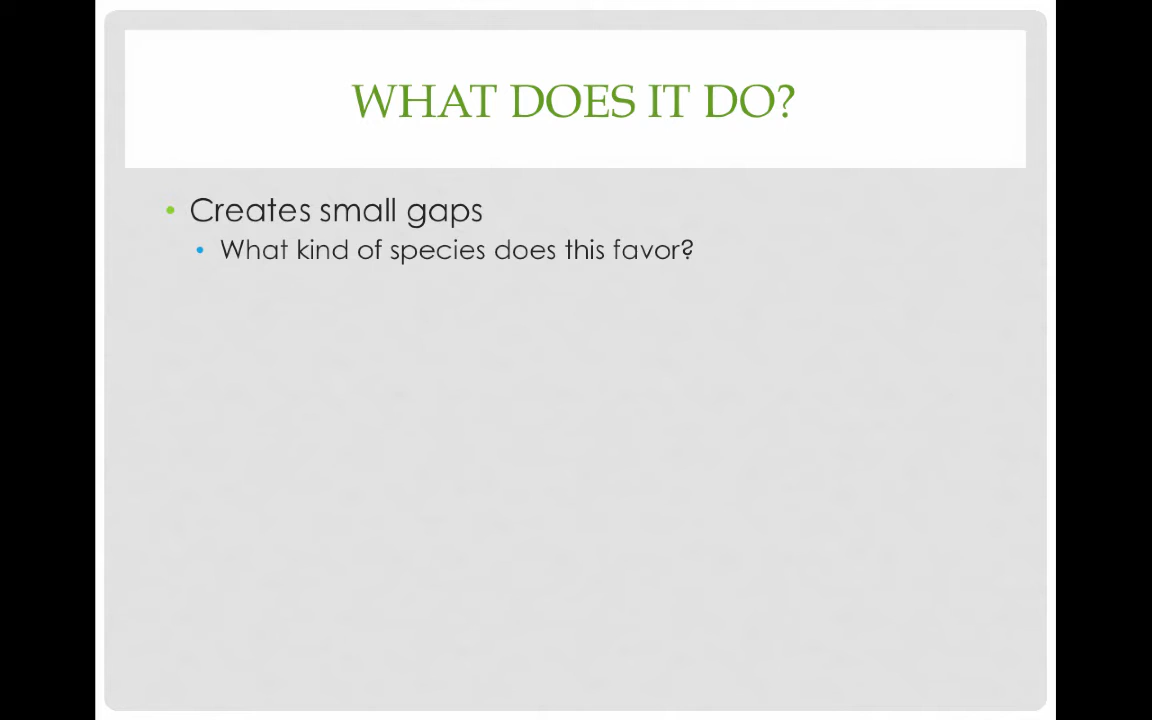 WHAT DOES IT DO?
• Creates small gaps
• What kind of species does this favor?